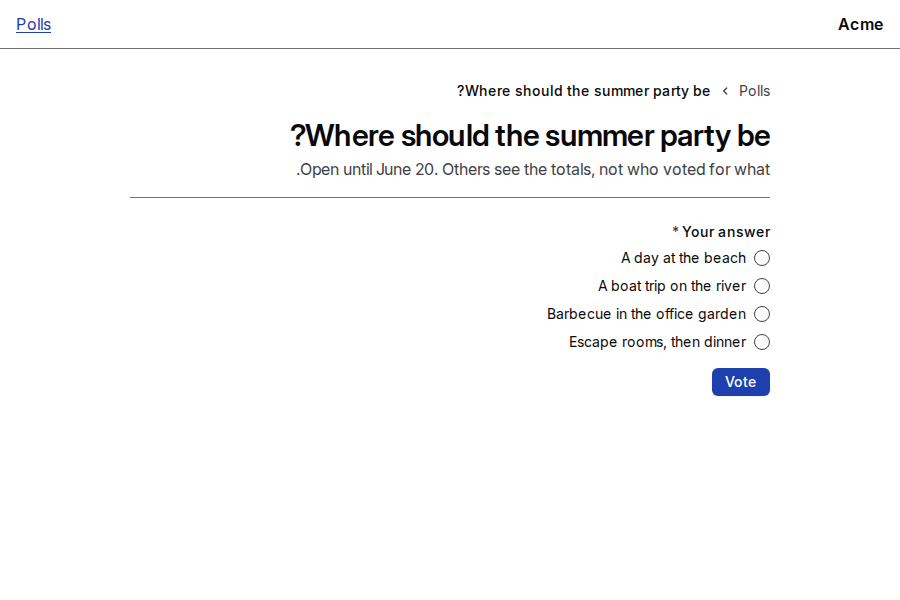 Acme
Polls
Polls › Where should the summer party be?
Where should the summer party be?
Open until June 20. Others see the totals, not who voted for what.
Your answer *
A day at the beach
A boat trip on the river
Barbecue in the office garden
Escape rooms, then dinner
Vote